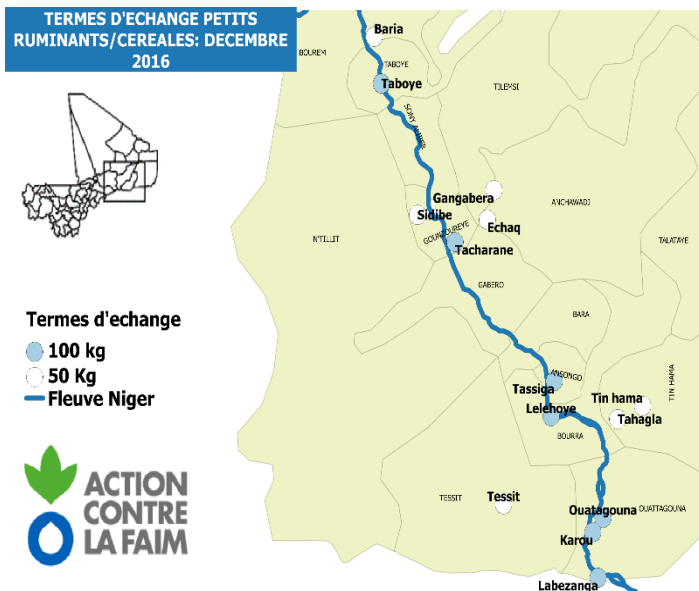 TERMES D'ECHANGE PETITS
RUMINANTS/CEREALES: DECEMBRE
2016
Baria
BOUREM
TABOYE
Taboye
TILEMSI
SONY ALIBER
Gangabera
ANCHAWADI
Sidibe
Echaq
GOUNZOUREYE
N'TILLIT
Tacharane
TALATAYE
GABERO
BARA
Termes d'echange
100 kg
50 Kg
Fleuve Niger
ANSONGO
TIN HAMA
Tassiga
Tin hama
Lelehoye
Tahagla
BOURRA
ACTION
CONTRE
LA FAIM
TESSIT
Tessit
Ouatagouna
OUATTAGOUNA
Karou
Labezanga